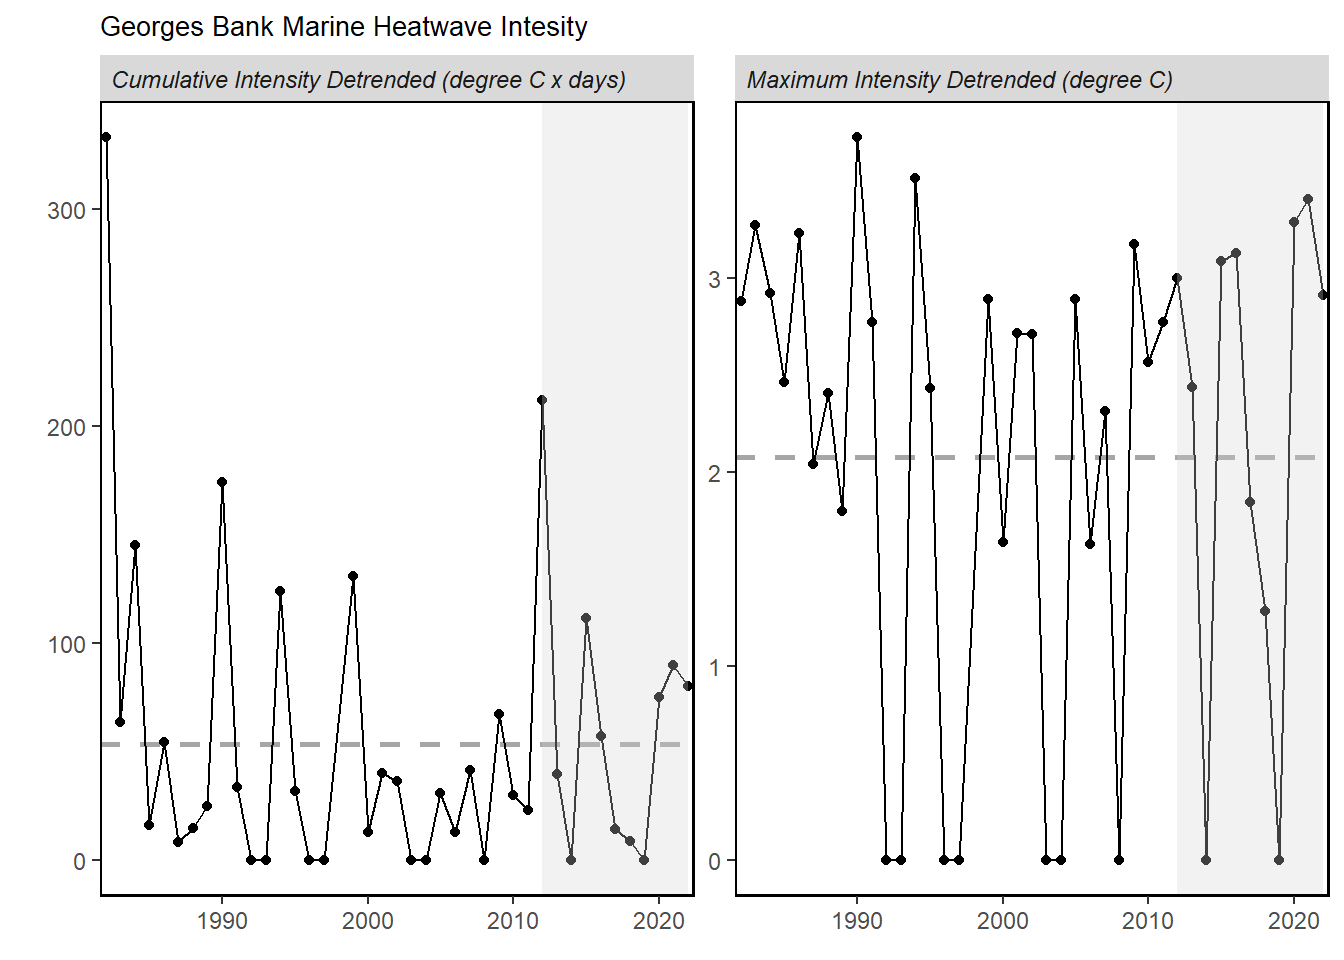 Georges Bank Marine Heatwave Intesity
Cumulative Intensity Detrended (degree C x days)
Maximum Intensity Detrended (degree C)
300
200
100
0
3
2
1
0
1990 2000 2010 2020
1990 2000 2010 2020